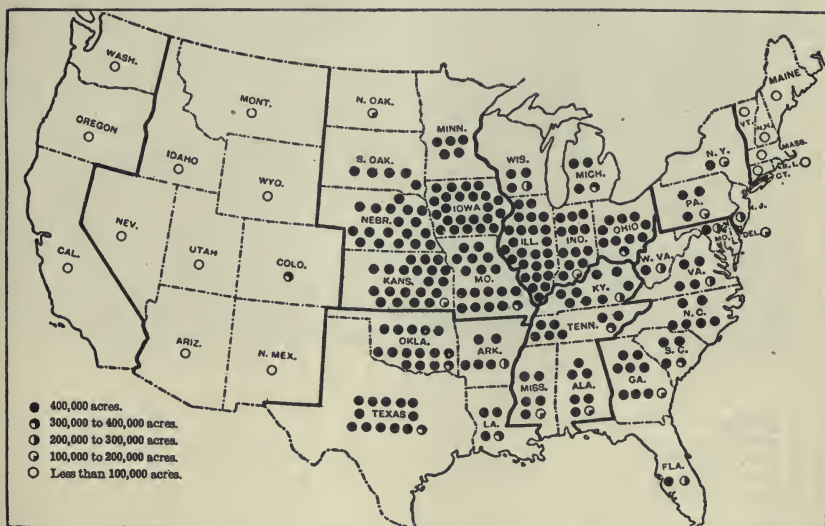 WASH.
MONT.
N. OAK.
MINN.
MAINE
OREGON
IDAHO
S. OAK.
WIS.
MICH.
N. Y.
VT.
N.H.
MASS.
R.I.
CT.
WYO.
NEV.
UTAH
COLO.
NEBR.
IOWA
ILL.
IND.
OHIO
PA.
N.J.
MD.
DEL.
CAL.
KANS.
MO.
KY.
W. VA.
VA.
ARIZ.
N. MEX.
OKLA.
ARK.
TENN.
N. C.
S. C.
TEXAS
LA.
MISS.
ALA.
GA.
FLA.
400,000 acres.
300,000 to 400,000 acres.
200,000 to 300,000 acres.
100,000 to 200,000 acres.
Less than 100,000 acres.